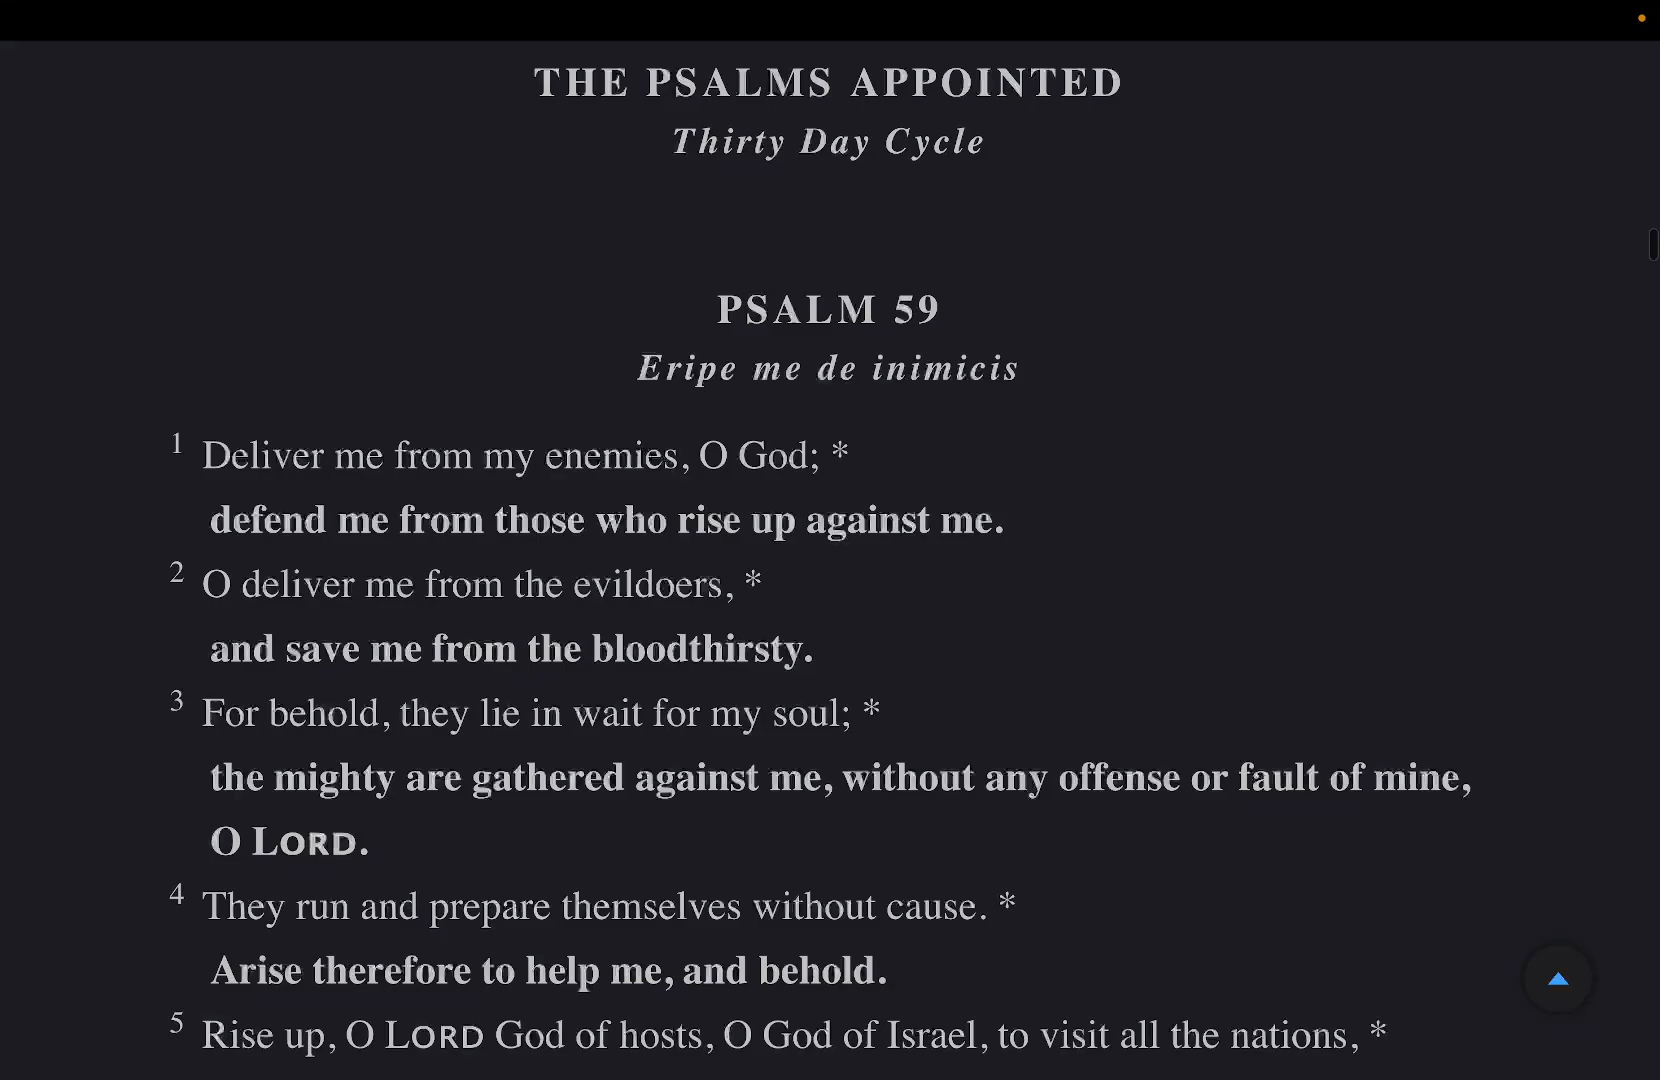 THE PSALMS APPOINTED
Thirty Day Cycle
PSALM 59
Eripe me de inimicis
1 Deliver me from my enemies, O God; *
defend me from those who rise up against me.
2 O deliver me from the evildoers, *
and save me from the bloodthirsty.
3 For behold, they lie in wait for my soul; *
the mighty are gathered against me, without any offense or fault of mine,
O LORD.
4 They run and prepare themselves without cause. *
Arise therefore to help me, and behold.
5 Rise up, O LORD God of hosts, O God of Israel, to visit all the nations, *